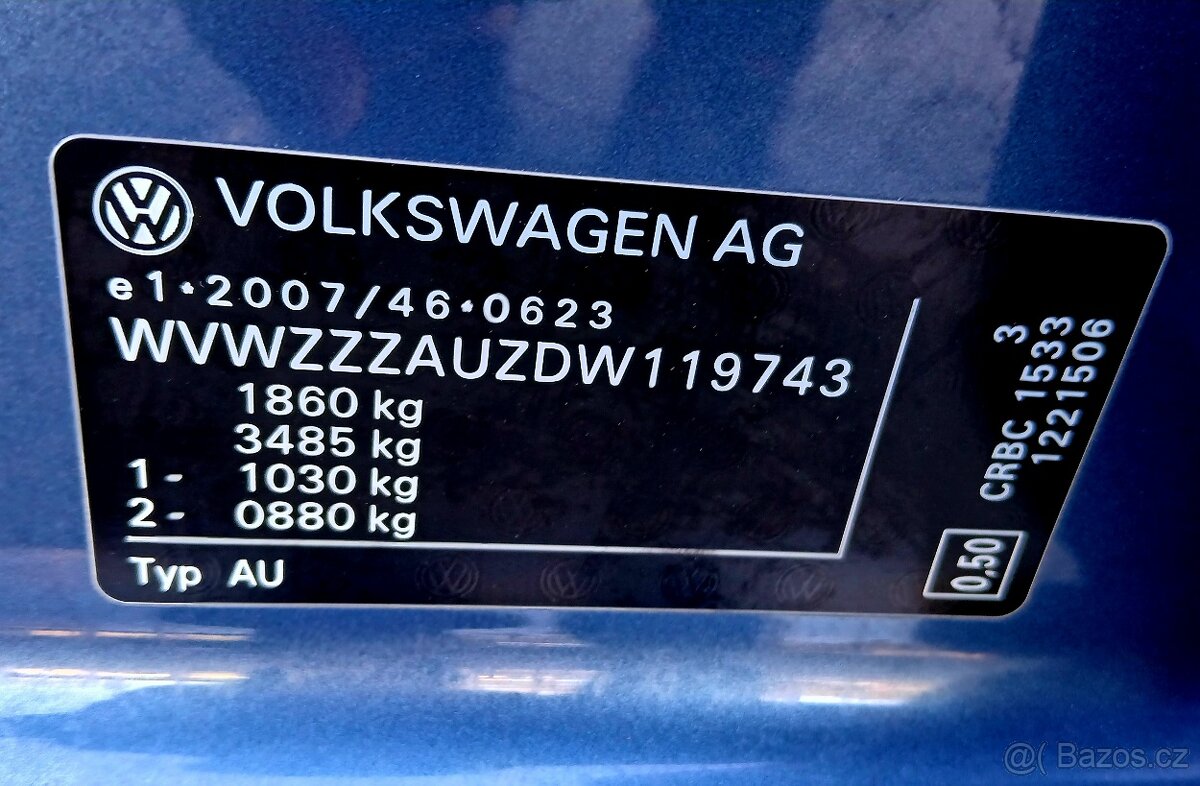 VOLKSWAGEN AG
e1*2007/46*0623
WVWZZZAUZDW119743
1860 kg
3485 kg
1- 1030 kg
2- 0880 kg
Typ AU
3
CRBC 1533
1221506
0,50
@( Bazos.cz